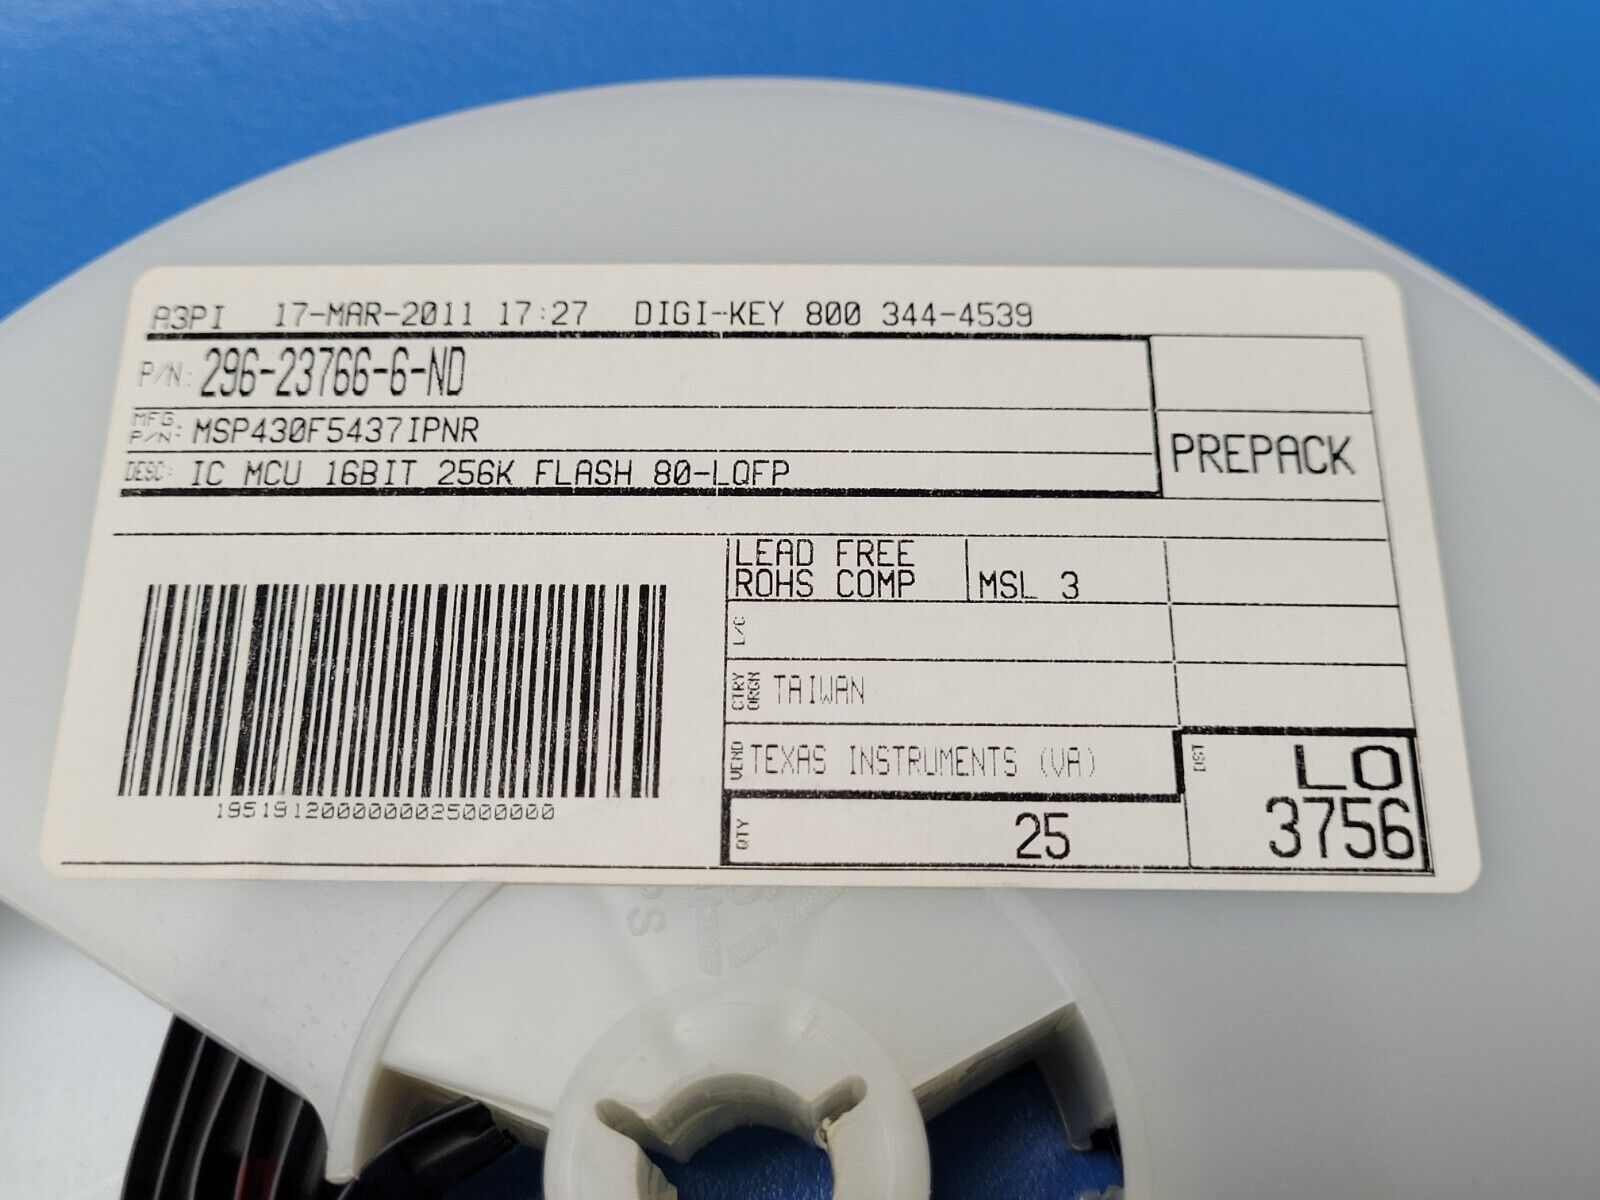 A3PI 17-MAR-2011 17:27 DIGI-KEY 800 344-4539
P/N: 296-23766-6-ND
MFG. P/N: MSP430F5437IPNR
DESC: IC MCU 16BIT 256K FLASH 80-LQFP
PREPACK
LEAD FREE
ROHS COMP
MSL 3
L/C
CTRY ORGN TAIWAN
VEND TEXAS INSTRUMENTS (VA)
QTY 25
DST LO
3756
1951912000000025000000